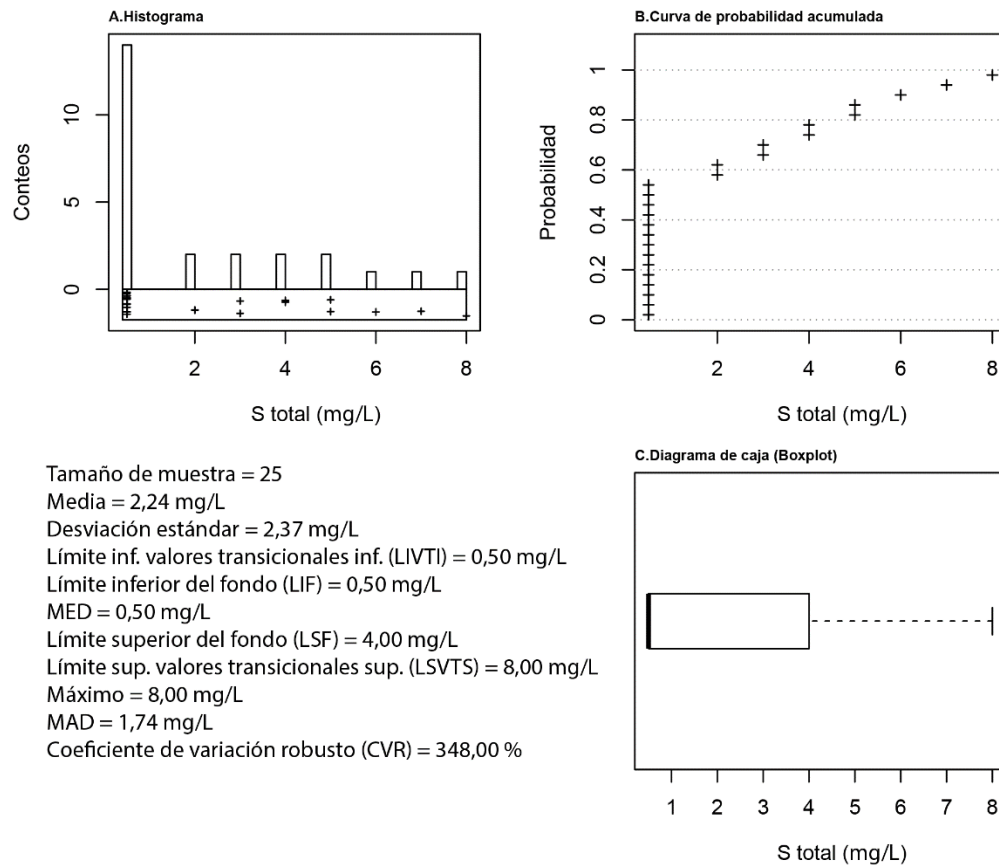 A.Histograma
Conteos
10
5
0
2 4 6 8
S total (mg/L)
B.Curva de probabilidad acumulada
Probabilidad
1
0.8
0.6
0.4
0.2
0
2 4 6 8
S total (mg/L)
Tamaño de muestra = 25
Media = 2,24 mg/L
Desviación estándar = 2,37 mg/L
Límite inf. valores transicionales inf. (LIVTI) = 0,50 mg/L
Límite inferior del fondo (LIF) = 0,50 mg/L
MED = 0,50 mg/L
Límite superior del fondo (LSF) = 4,00 mg/L
Límite sup. valores transicionales sup. (LSVTS) = 8,00 mg/L
Máximo = 8,00 mg/L
MAD = 1,74 mg/L
Coeficiente de variación robusto (CVR) = 348,00 %
C.Diagrama de caja (Boxplot)
1 2 3 4 5 6 7 8
S total (mg/L)